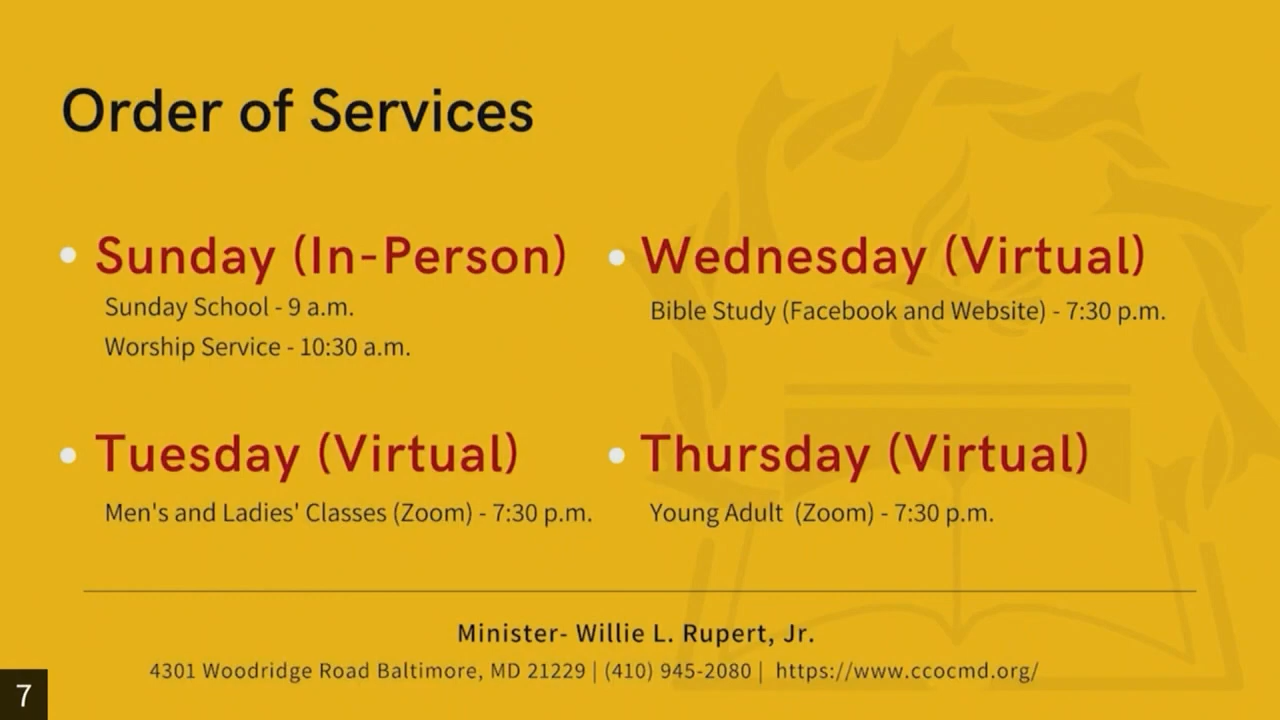 Order of Services
Sunday (In-Person)
Sunday School - 9 a.m.
Worship Service - 10:30 a.m.
Wednesday (Virtual)
Bible Study (Facebook and Website) - 7:30 p.m.
Tuesday (Virtual)
Men's and Ladies' Classes (Zoom) - 7:30 p.m.
Thursday (Virtual)
Young Adult  (Zoom) - 7:30 p.m.
Minister- Willie L. Rupert, Jr.
4301 Woodridge Road Baltimore, MD 21229 | (410) 945-2080 | https://www.ccocmd.org/
7